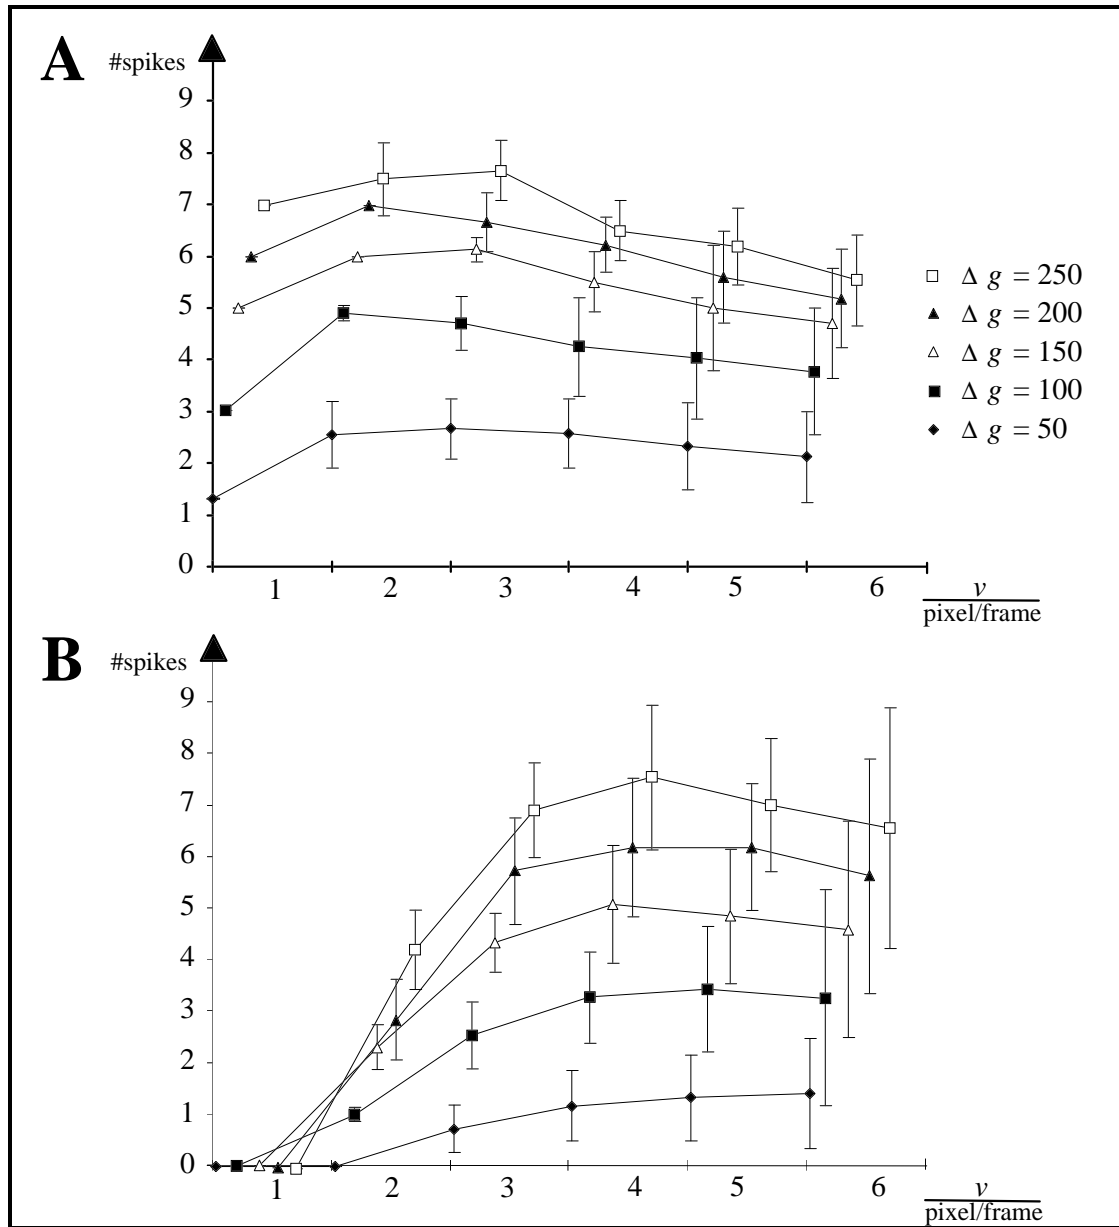 A
#spikes
9
8
7
6
5
4
3
2
1
0
1 2 3 4 5 6
v
pixel/frame
Δ g = 250
Δ g = 200
Δ g = 150
Δ g = 100
Δ g = 50
B
#spikes
9
8
7
6
5
4
3
2
1
0
1 2 3 4 5 6
v
pixel/frame